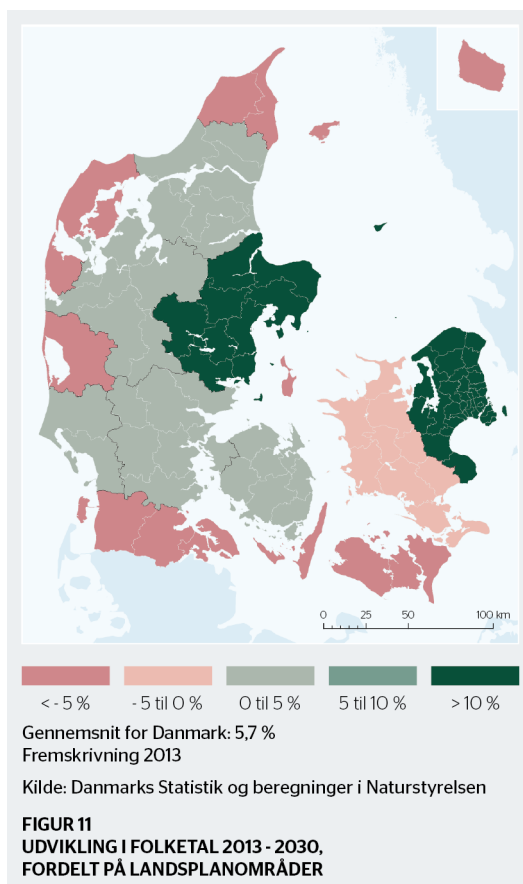 0 25 50 100 km
< - 5 % -5 til 0 % 0 til 5 % 5 til 10 % > 10 %
Gennemsnit for Danmark: 5,7 %
Fremskrivning 2013
Kilde: Danmarks Statistik og beregninger i Naturstyrelsen
FIGUR 11
UDVIKLING I FOLKETAL 2013 - 2030,
FORDELT PÅ LANDSPLANOMRÅDER